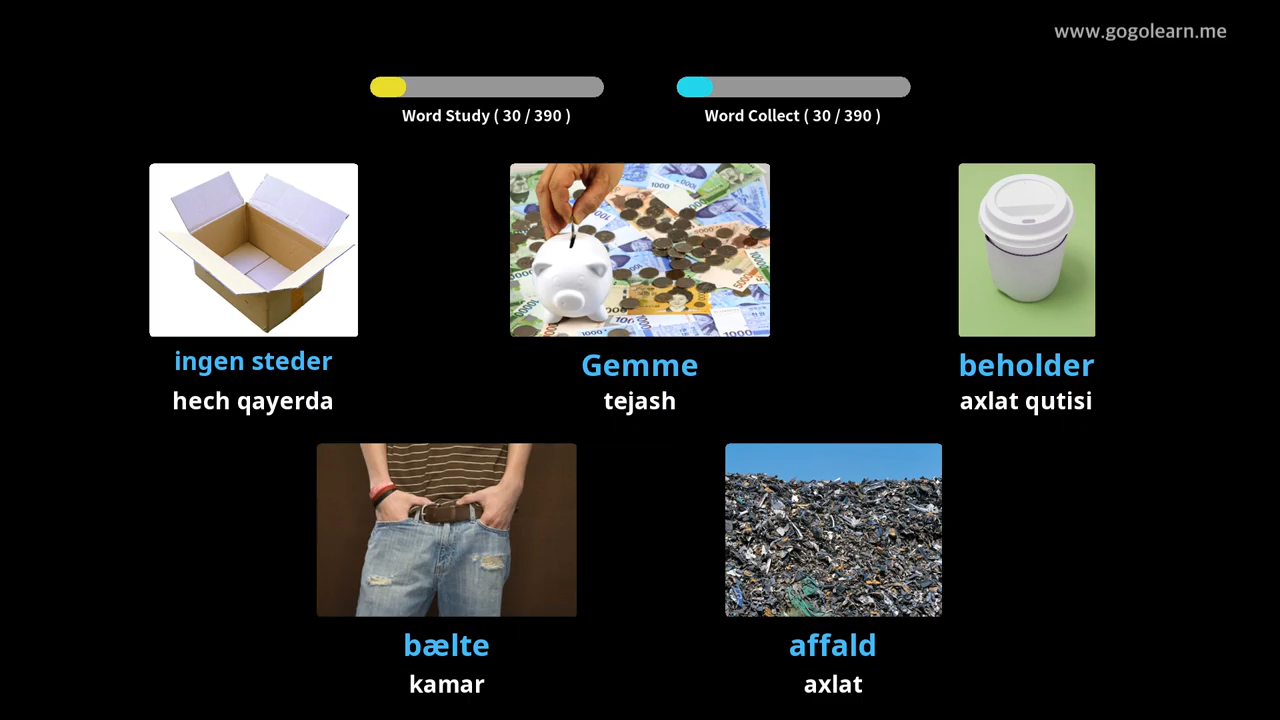 www.gogolearn.me
Word Study ( 30 / 390 )
Word Collect ( 30 / 390 )
ingen steder
hech qayerda
Gemme
tejash
beholder
axlat qutisi
bælte
kamar
affald
axlat